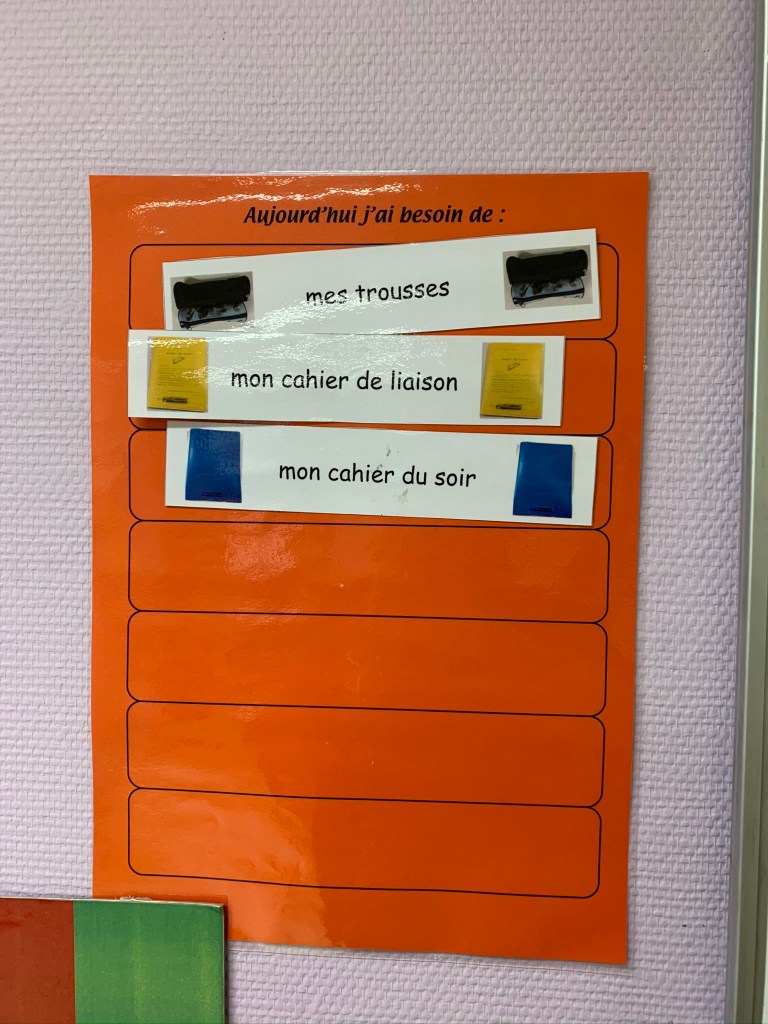 Aujourd'hui j'ai besoin de :
mes trousses
mon cahier de liaison
mon cahier du soir